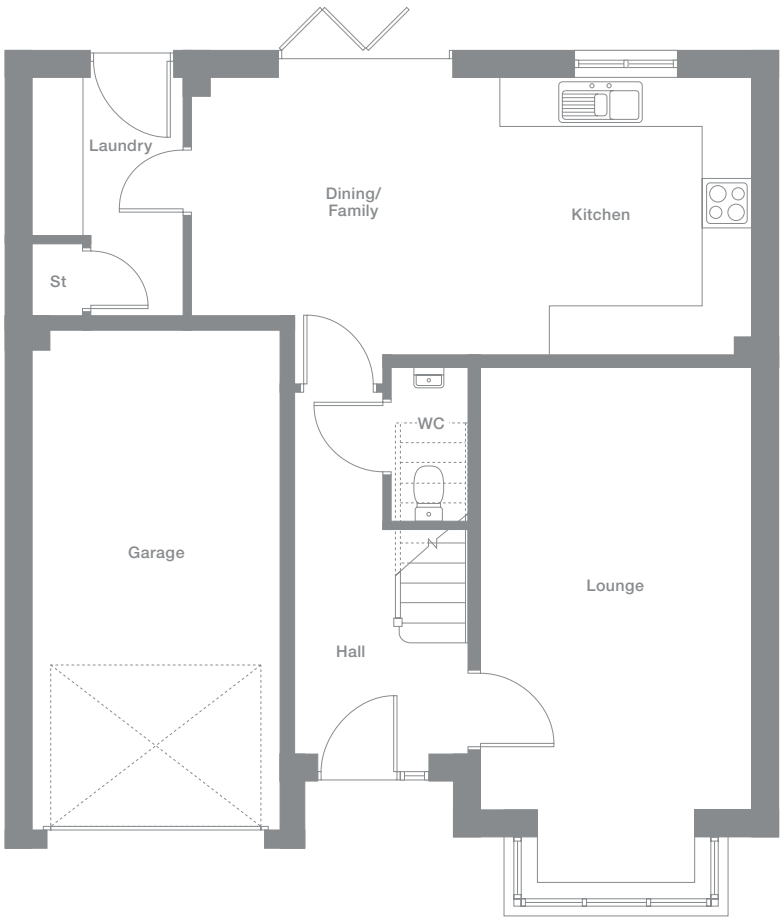 Laundry
Dining/
Family
Kitchen
St
WC
Garage
Lounge
Hall